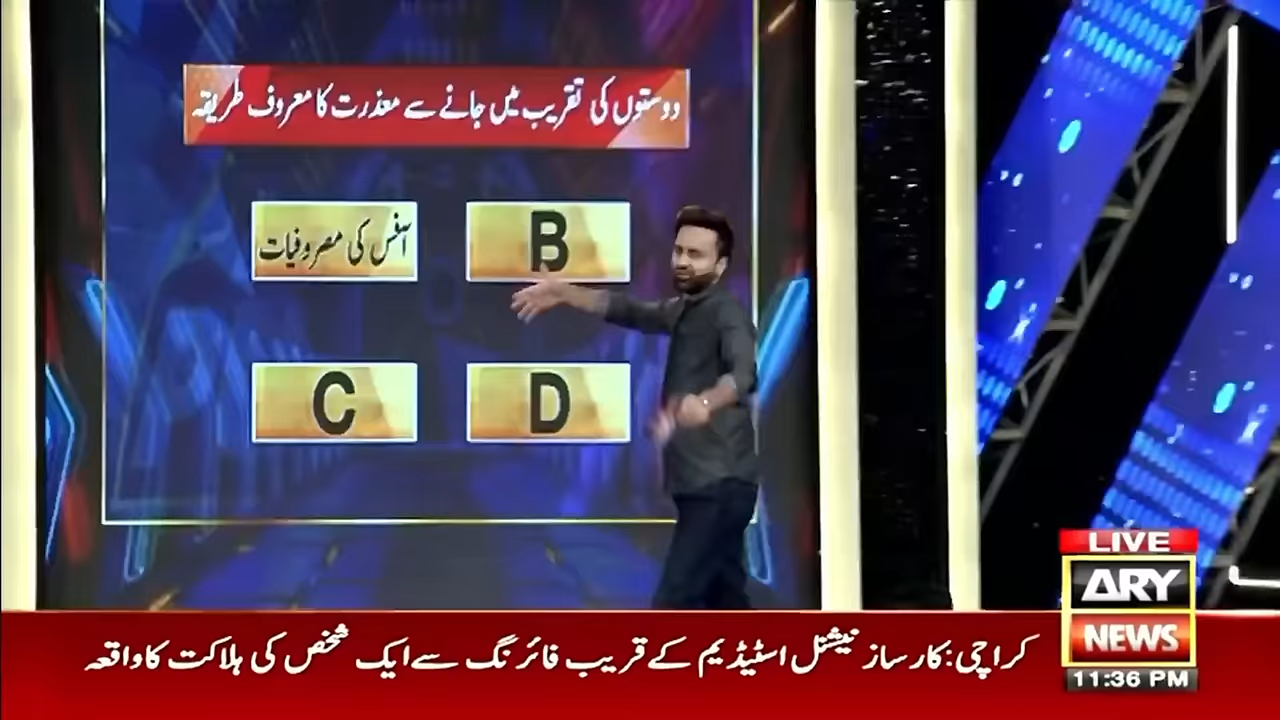 دوستوں کی تقریب میں جانے سے معذرت کا معروف طریقہ
آفس کی مصروفیات
B
C
D
LIVE
ARY
NEWS
11:36 PM
کراچی: کارساز نیشنل اسٹیڈیم کے قریب فائرنگ سے ایک شخص کی ہلاکت کا واقعہ